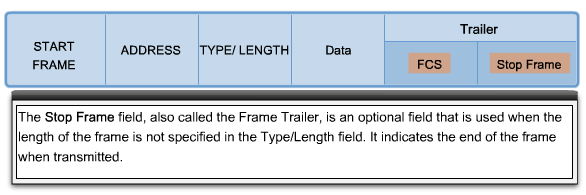 Trailer
START
FRAME
ADDRESS
TYPE/ LENGTH
Data
FCS
Stop Frame
The Stop Frame field, also called the Frame Trailer, is an optional field that is used when the
length of the frame is not specified in the Type/Length field. It indicates the end of the frame
when transmitted.